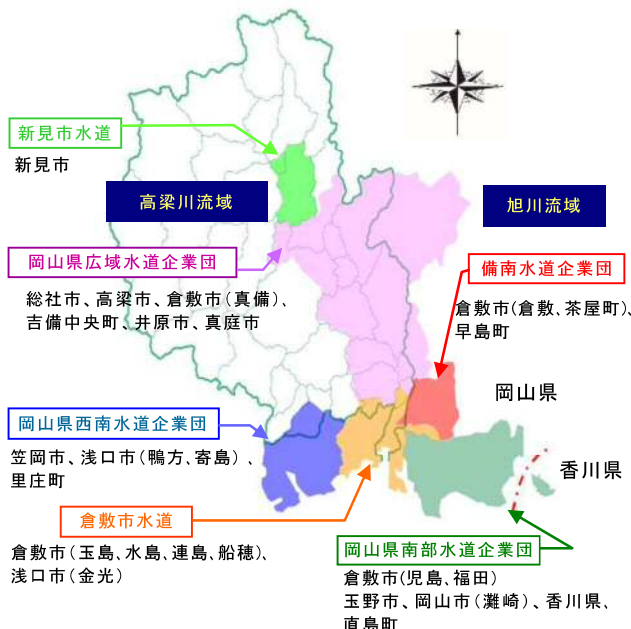 新見市水道
新見市
高梁川流域
旭川流域
岡山県広域水道企業団
総社市、高梁市、倉敷市(真備)、
吉備中央町、井原市、真庭市
備南水道企業団
倉敷市(倉敷、茶屋町)、
早島町
岡山県
岡山県西南水道企業団
笠岡市、浅口市(鴨方、寄島)、
里庄町
香川県
倉敷市水道
倉敷市(玉島、水島、連島、船穂)、
浅口市(金光)
岡山県南部水道企業団
倉敷市(児島、福田)
玉野市、岡山市(灘崎)、香川県、
直島町